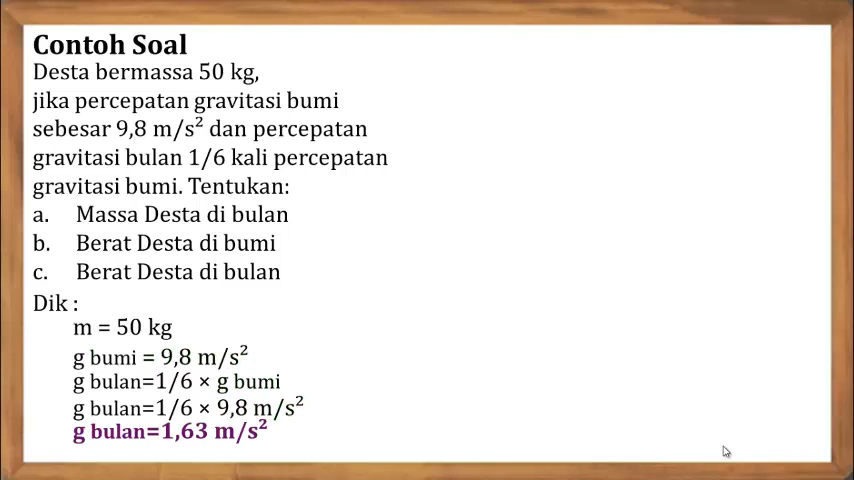 Contoh Soal
Desta bermassa 50 kg,
jika percepatan gravitasi bumi
sebesar 9,8 m/s² dan percepatan
gravitasi bulan 1/6 kali percepatan
gravitasi bumi. Tentukan:
a. Massa Desta di bulan
b. Berat Desta di bumi
c. Berat Desta di bulan
Dik :
m = 50 kg
g bumi = 9,8 m/s²
g bulan=1/6 × g bumi
g bulan=1/6 × 9,8 m/s²
g bulan=1,63 m/s²